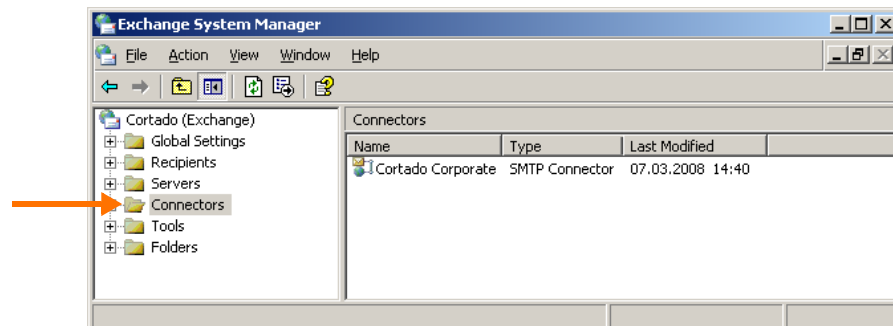 Exchange System Manager
File Action View Window Help
Cortado (Exchange)
Global Settings
Recipients
Servers
Connectors
Tools
Folders
Connectors
Name Type Last Modified
Cortado Corporate SMTP Connector 07.03.2008 14:40